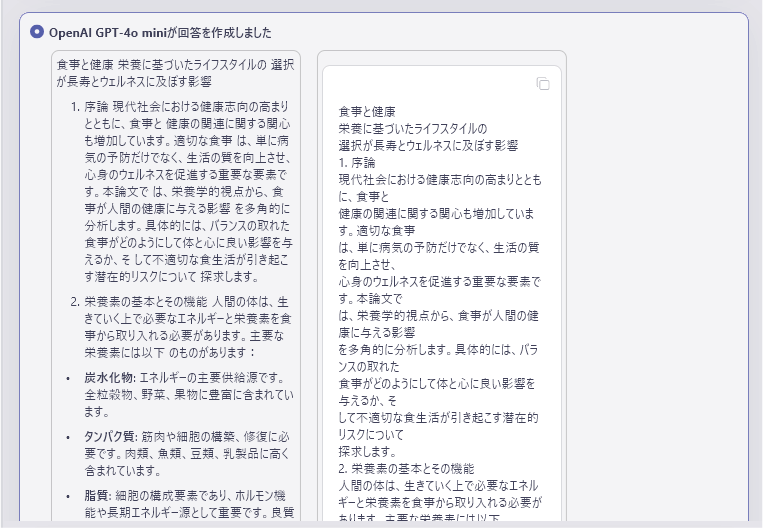 OpenAI GPT-4o miniが回答を作成しました
食事と健康 栄養に基づいたライフスタイルの 選択
が長寿とウェルネスに及ぼす影響
1. 序論 現代社会における健康志向の高まり
とともに、食事と 健康の関連に関する関心
も増加しています。適切な食事 は、単に病
気の予防だけでなく、生活の質を向上させ、
心身のウェルネスを促進する重要な要素で
す。本論文で は、栄養学的視点から、食
事が人間の健康に与える影響 を多角的に
分析します。具体的には、バランスの取れた
食事がどのようにして体と心に良い影響を与
えるか、そ して不適切な食生活が引き起こ
す潜在的リスクについて 探求します。
2. 栄養素の基本とその機能 人間の体は、生
きていく上で必要なエネルギーと栄養素を食
事から取り入れる必要があります。主要な
栄養素には以下 のものがあります：
• 炭水化物: エネルギーの主要供給源です。
全粒穀物、野菜、果物に豊富に含まれてい
ます。
• タンパク質: 筋肉や細胞の構築、修復に必
要です。肉類、魚類、豆類、乳製品に高く
含まれています。
• 脂質: 細胞の構成要素であり、ホルモン機
能や長期エネルギー源として重要です。良質
食事と健康
栄養に基づいたライフスタイルの
選択が長寿とウェルネスに及ぼす影響
1. 序論
現代社会における健康志向の高まりととも
に、食事と
健康の関連に関する関心も増加していま
す。適切な食事
は、単に病気の予防だけでなく、生活の質
を向上させ、
心身のウェルネスを促進する重要な要素で
す。本論文で
は、栄養学的視点から、食事が人間の健
康に与える影響
を多角的に分析します。具体的には、バラ
ンスの取れた
食事がどのようにして体と心に良い影響を
与えるか、そ
して不適切な食生活が引き起こす潜在的
リスクについて
探求します。
2. 栄養素の基本とその機能
人間の体は、生きていく上で必要なエネル
ギーと栄養素を食事から取り入れる必要が
あります。主要な栄養素には以下